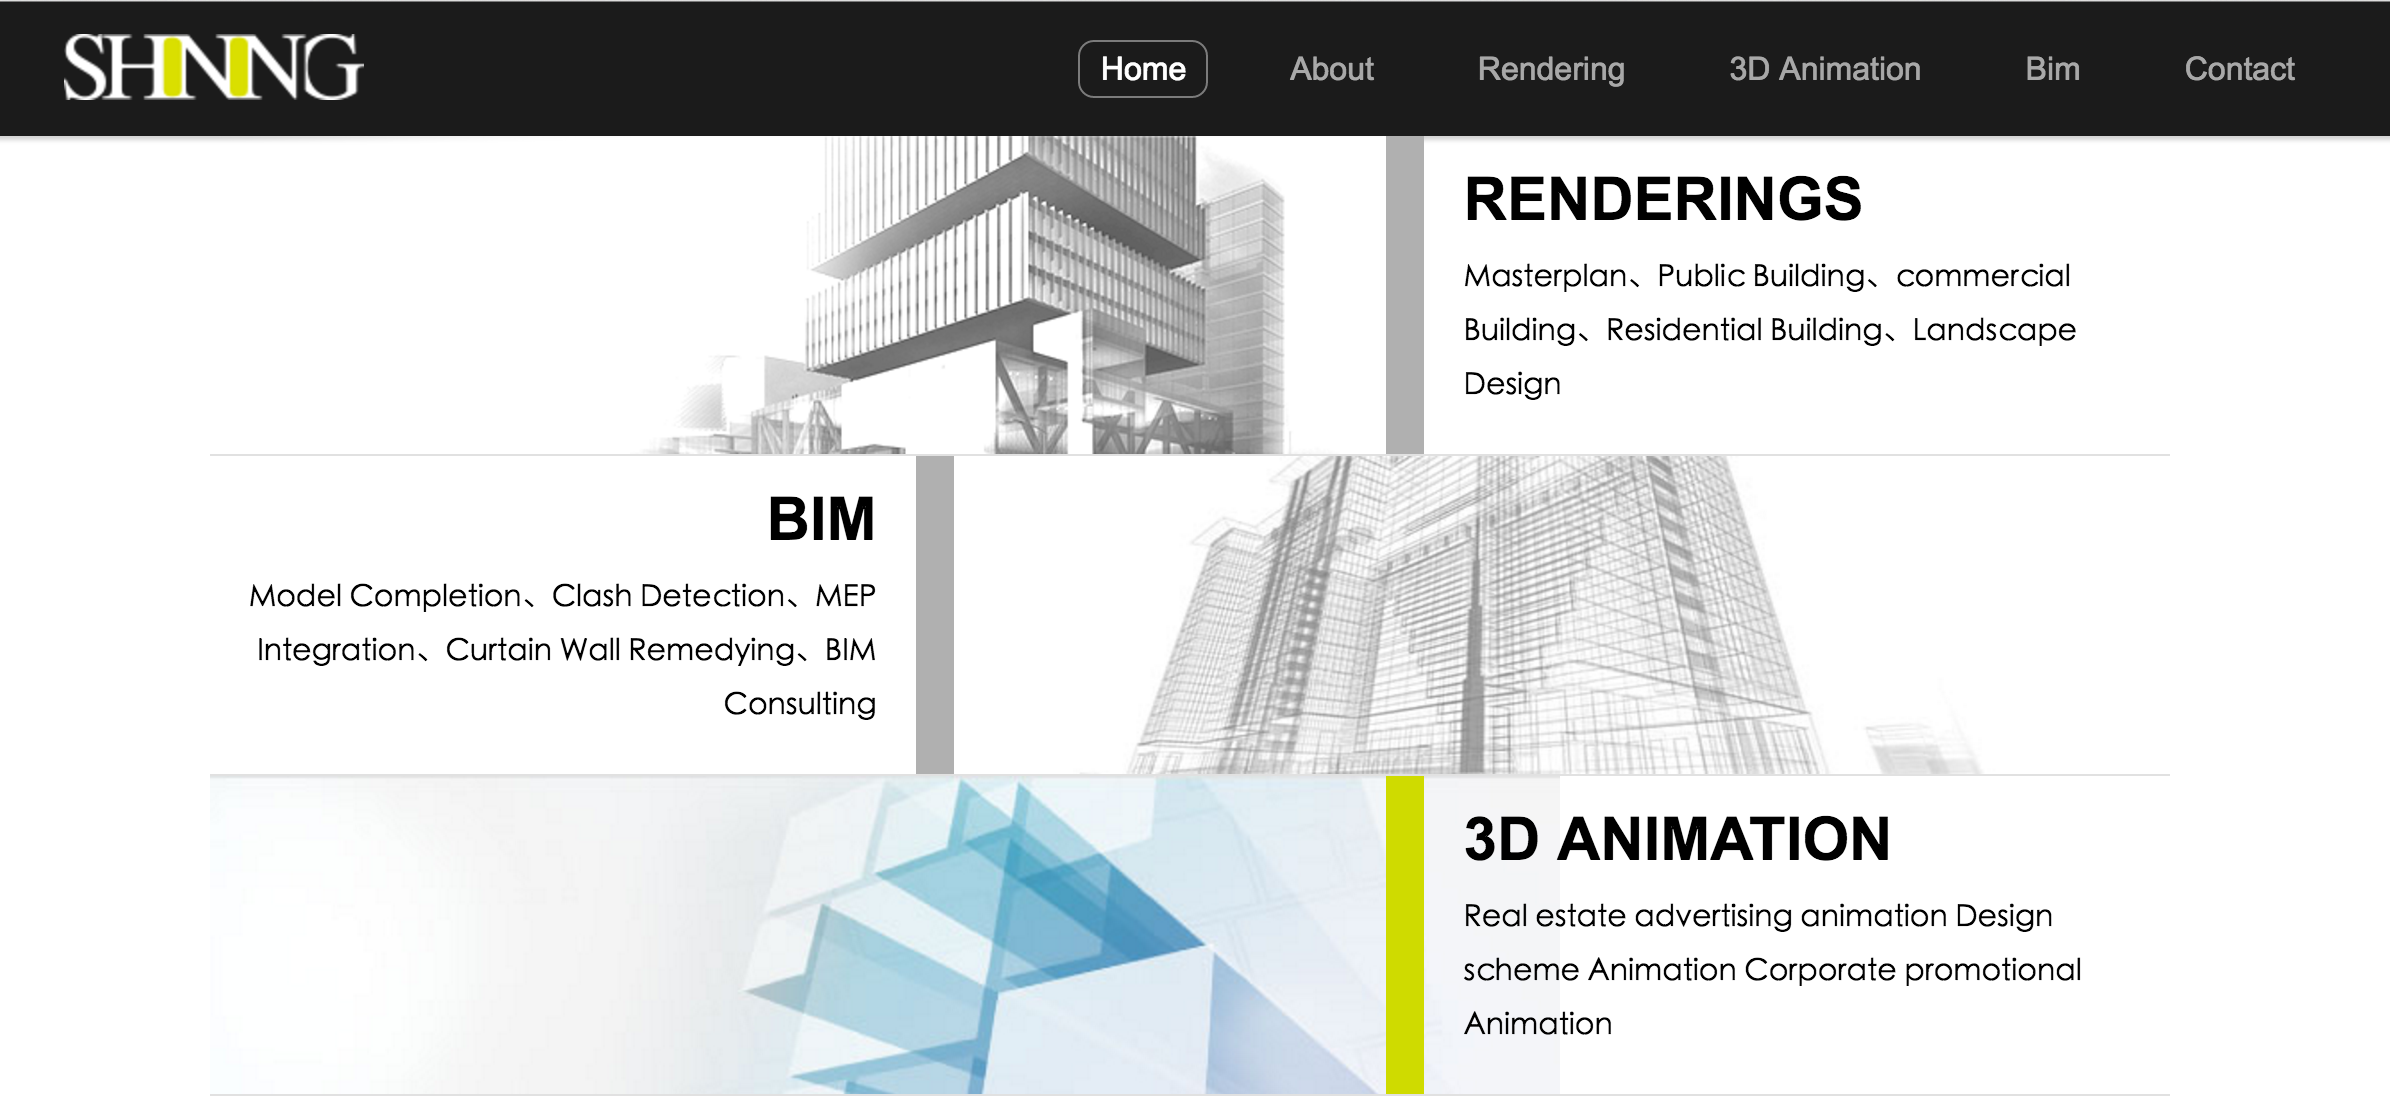 SHINING
Home About Rendering 3D Animation Bim Contact
RENDERINGS
Masterplan、Public Building、commercial
Building、Residential Building、Landscape
Design
BIM
Model Completion、Clash Detection、MEP
Integration、Curtain Wall Remedying、BIM
Consulting
3D ANIMATION
Real estate advertising animation Design
scheme Animation Corporate promotional
Animation